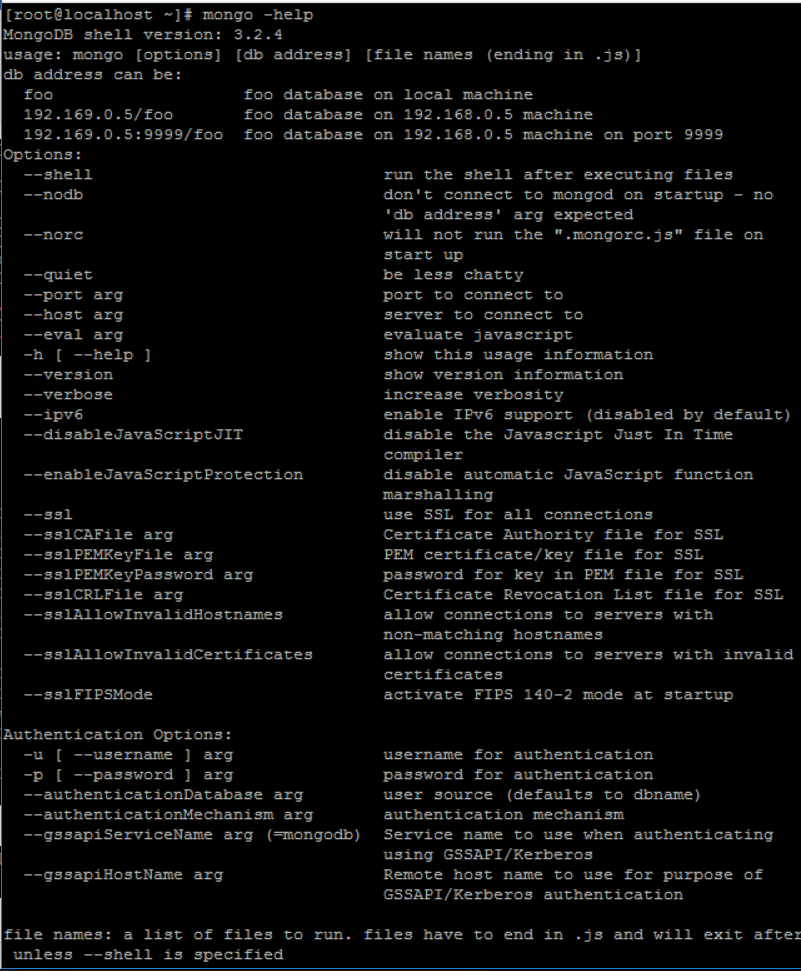 [root@localhost ~]# mongo -help
MongoDB shell version: 3.2.4
usage: mongo [options] [db address] [file names (ending in .js)]
db address can be:
  foo                   foo database on local machine
  192.169.0.5/foo       foo database on 192.168.0.5 machine
  192.169.0.5:9999/foo  foo database on 192.168.0.5 machine on port 9999
Options:
  --shell                             run the shell after executing files
  --nodb                              don't connect to mongod on startup - no
                                      'db address' arg expected
  --norc                              will not run the ".mongorc.js" file on
                                      start up
  --quiet                             be less chatty
  --port arg                          port to connect to
  --host arg                          server to connect to
  --eval arg                          evaluate javascript
  -h [ --help ]                       show this usage information
  --version                           show version information
  --verbose                           increase verbosity
  --ipv6                              enable IPv6 support (disabled by default)
  --disableJavaScriptJIT              disable the Javascript Just In Time
                                      compiler
  --enableJavaScriptProtection        disable automatic JavaScript function
                                      marshalling
  --ssl                               use SSL for all connections
  --sslCAFile arg                     Certificate Authority file for SSL
  --sslPEMKeyFile arg                 PEM certificate/key file for SSL
  --sslPEMKeyPassword arg             password for key in PEM file for SSL
  --sslCRLFile arg                    Certificate Revocation List file for SSL
  --sslAllowInvalidHostnames          allow connections to servers with
                                      non-matching hostnames
  --sslAllowInvalidCertificates       allow connections to servers with invalid
                                      certificates
  --sslFIPSMode                       activate FIPS 140-2 mode at startup

Authentication Options:
  -u [ --username ] arg               username for authentication
  -p [ --password ] arg               password for authentication
  --authenticationDatabase arg        user source (defaults to dbname)
  --authenticationMechanism arg       authentication mechanism
  --gssapiServiceName arg (=mongodb)  Service name to use when authenticating
                                      using GSSAPI/Kerberos
  --gssapiHostName arg                Remote host name to use for purpose of
                                      GSSAPI/Kerberos authentication

file names: a list of files to run. files have to end in .js and will exit after
 unless --shell is specified